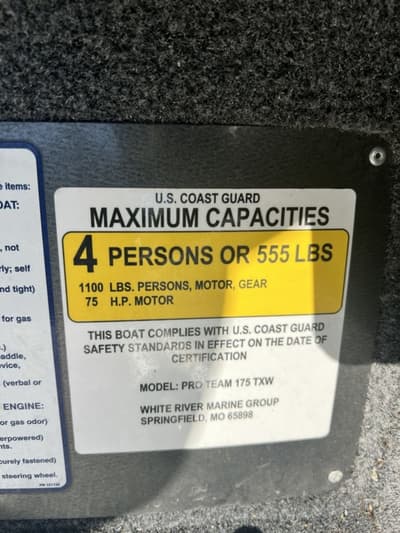 e items:
OAT:
, not
rly; self
nd tight)
for gas
.)
addle,
evice,
(verbal or
ENGINE:
or gas odor)
erpowered)
nts.
curely fastened)
steering wheel.
U.S. COAST GUARD
MAXIMUM CAPACITIES
4 PERSONS OR 555 LBS
1100 LBS. PERSONS, MOTOR, GEAR
75 H.P. MOTOR
THIS BOAT COMPLIES WITH U.S. COAST GUARD
SAFETY STANDARDS IN EFFECT ON THE DATE OF
CERTIFICATION
MODEL: PRO TEAM 175 TXW
WHITE RIVER MARINE GROUP
SPRINGFIELD, MO 65898